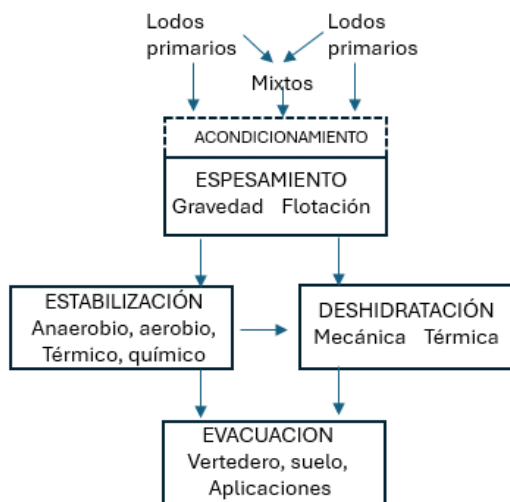 Lodos
primarios
Lodos
primarios
Mixtos
ACONDICIONAMIENTO
ESPESAMIENTO
Gravedad Flotación
ESTABILIZACIÓN
Anaerobio, aerobio,
Térmico, químico
DESHIDRATACIÓN
Mecánica Térmica
EVACUACION
Vertedero, suelo,
Aplicaciones